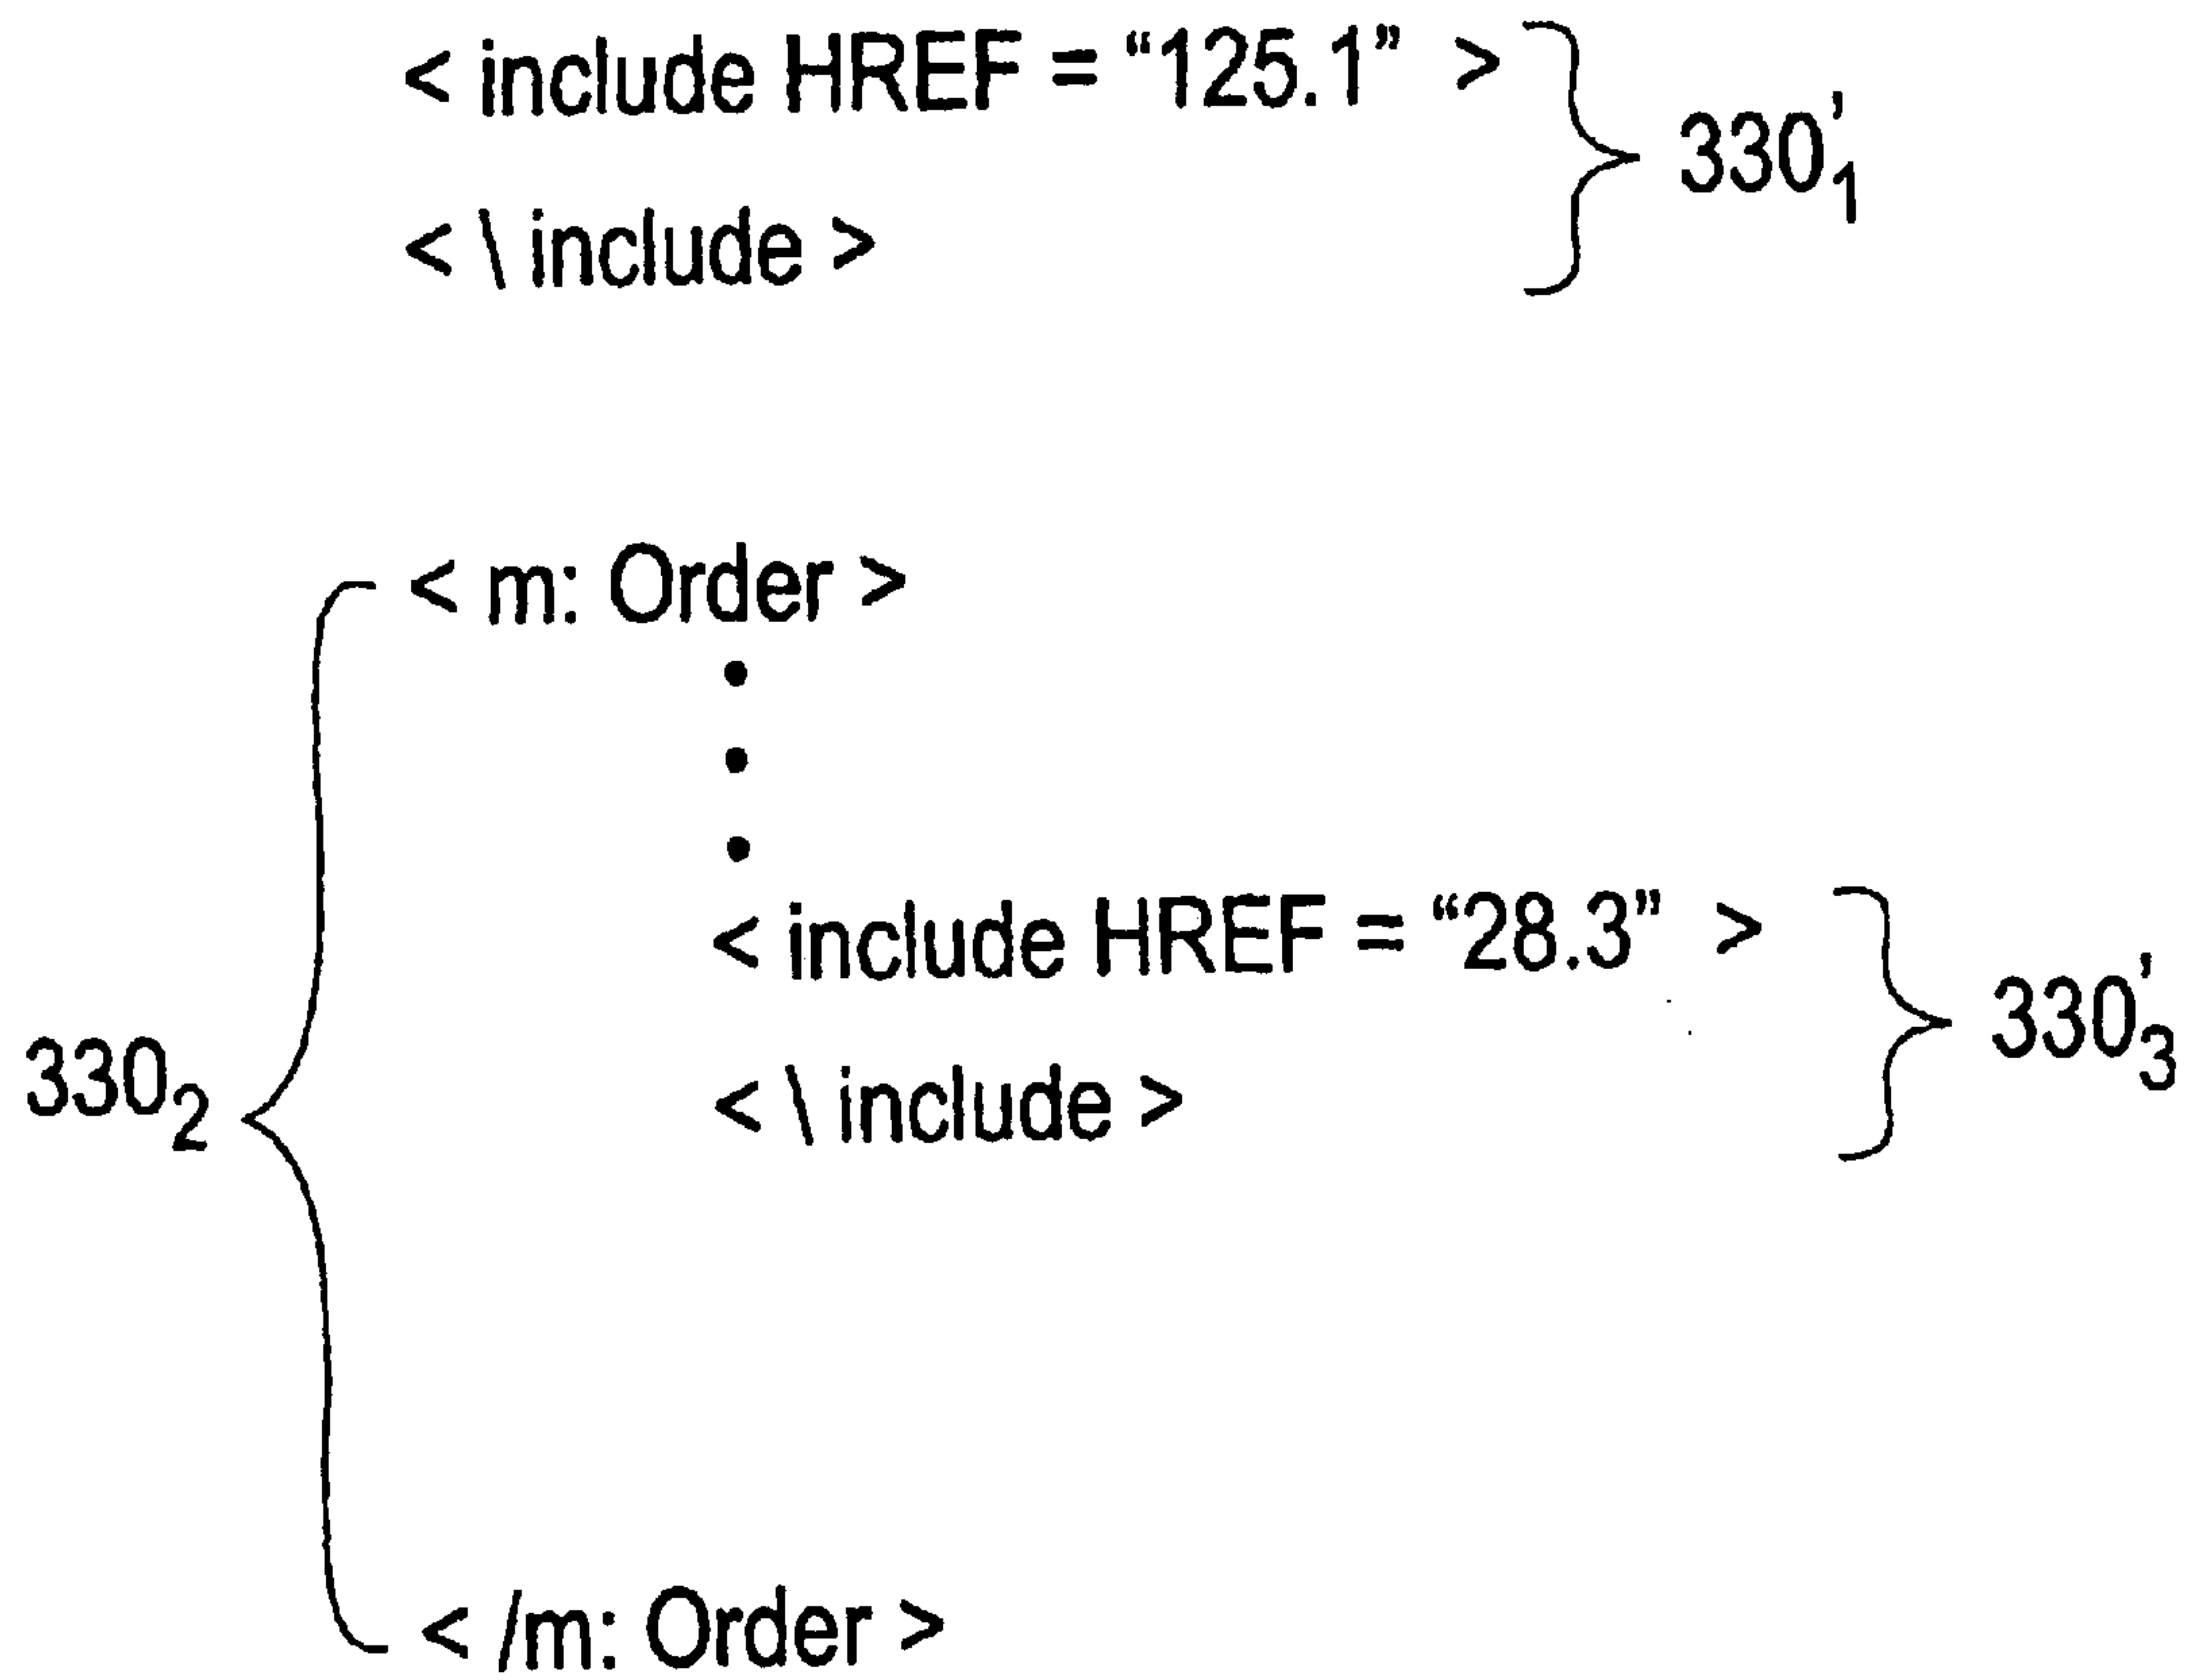 < include HREF = “125.1” >
330'₁
< \ include >
< m: Order >
•
•
•
< include HREF = “28.3” >
330'₃
< \ include >
330₂
< /m: Order >